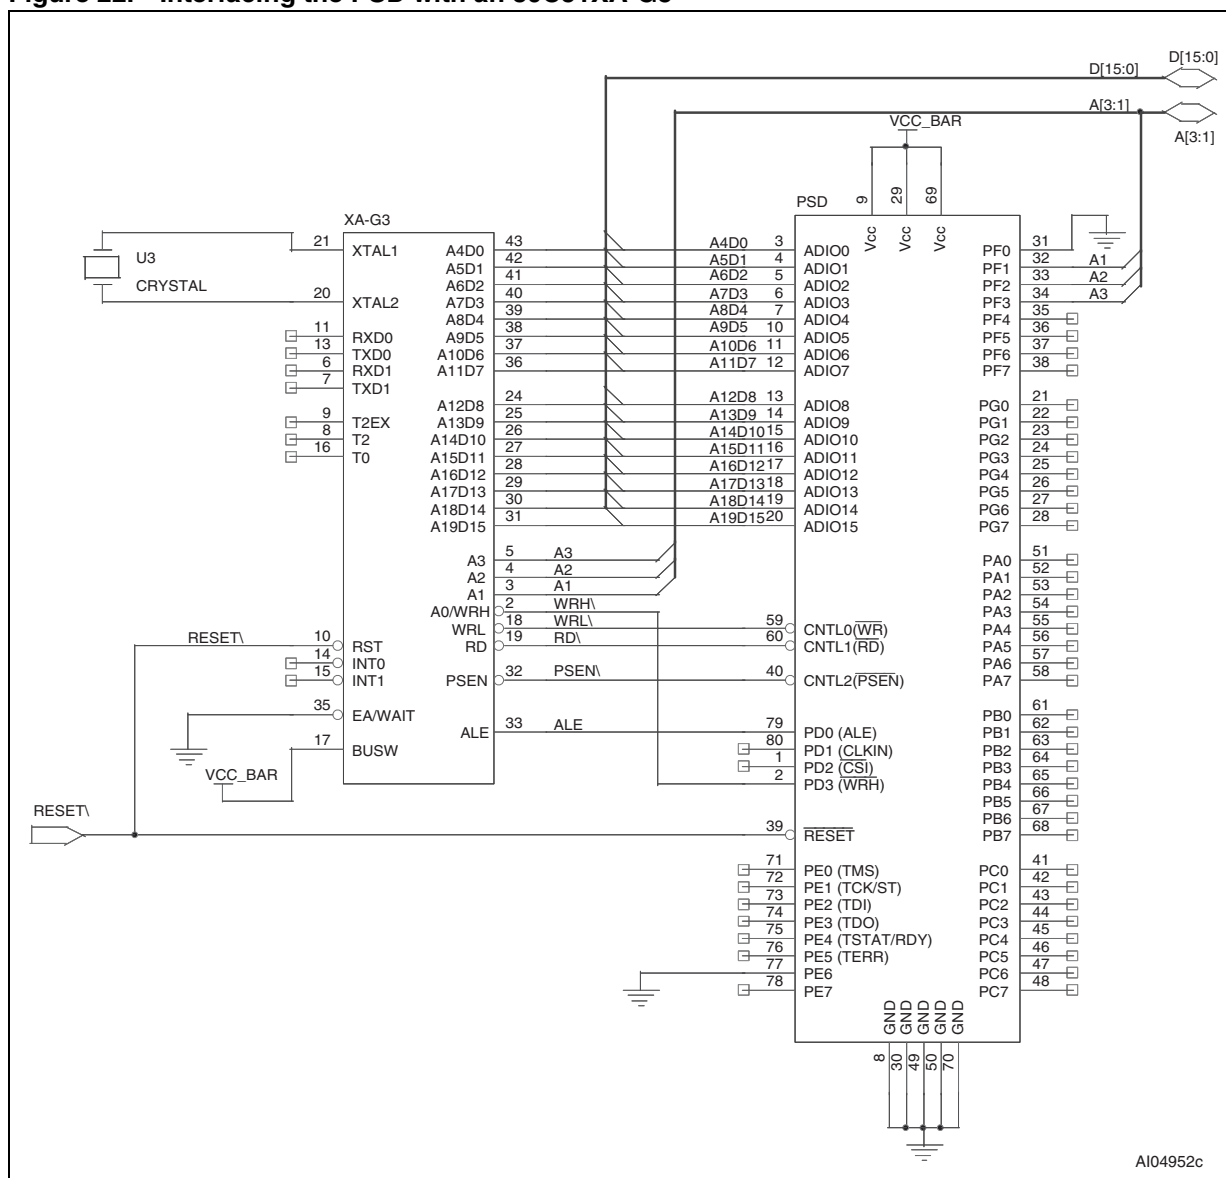 D[15:0]
D[15:0]
A[3:1]
A[3:1]
VCC_BAR
PSD
9 29 69
Vcc Vcc Vcc
XA-G3
U3
CRYSTAL
21 XTAL1
20 XTAL2
11 RXD0
13 TXD0
6 RXD1
7 TXD1
9 T2EX
8 T2
16 T0
RESET\ 10 RST
14 INT0
15 INT1
35 EA/WAIT
17 BUSW
VCC_BAR
RESET\
A4D0 43
A5D1 42
A6D2 41
A7D3 40
A8D4 39
A9D5 38
A10D6 37
A11D7 36
A12D8 24
A13D9 25
A14D10 26
A15D11 27
A16D12 28
A17D13 29
A18D14 30
A19D15 31
A3 5 A3
A2 4 A2
A1 3 A1
A0/WRH 2 WRH\
WRL 18 WRL\
RD 19 RD\
PSEN 32 PSEN\
ALE 33 ALE
A4D0 3 ADIO0
A5D1 4 ADIO1
A6D2 5 ADIO2
A7D3 6 ADIO3
A8D4 7 ADIO4
A9D5 10 ADIO5
A10D6 11 ADIO6
A11D7 12 ADIO7
A12D8 13 ADIO8
A13D9 14 ADIO9
A14D10 15 ADIO10
A15D11 16 ADIO11
A16D12 17 ADIO12
A17D13 18 ADIO13
A18D14 19 ADIO14
A19D15 20 ADIO15
59 CNTL0(WR)
60 CNTL1(RD)
40 CNTL2(PSEN)
79 PD0 (ALE)
80 PD1 (CLKIN)
1 PD2 (CSI)
2 PD3 (WRH)
39 RESET
71 PE0 (TMS)
72 PE1 (TCK/ST)
73 PE2 (TDI)
74 PE3 (TDO)
75 PE4 (TSTAT/RDY)
76 PE5 (TERR)
77 PE6
78 PE7
PF0 31
PF1 32 A1
PF2 33 A2
PF3 34 A3
PF4 35
PF5 36
PF6 37
PF7 38
PG0 21
PG1 22
PG2 23
PG3 24
PG4 25
PG5 26
PG6 27
PG7 28
PA0 51
PA1 52
PA2 53
PA3 54
PA4 55
PA5 56
PA6 57
PA7 58
PB0 61
PB1 62
PB2 63
PB3 64
PB4 65
PB5 66
PB6 67
PB7 68
PC0 41
PC1 42
PC2 43
PC3 44
PC4 45
PC5 46
PC6 47
PC7 48
GND GND GND GND GND
8 30 49 50 70
AI04952c